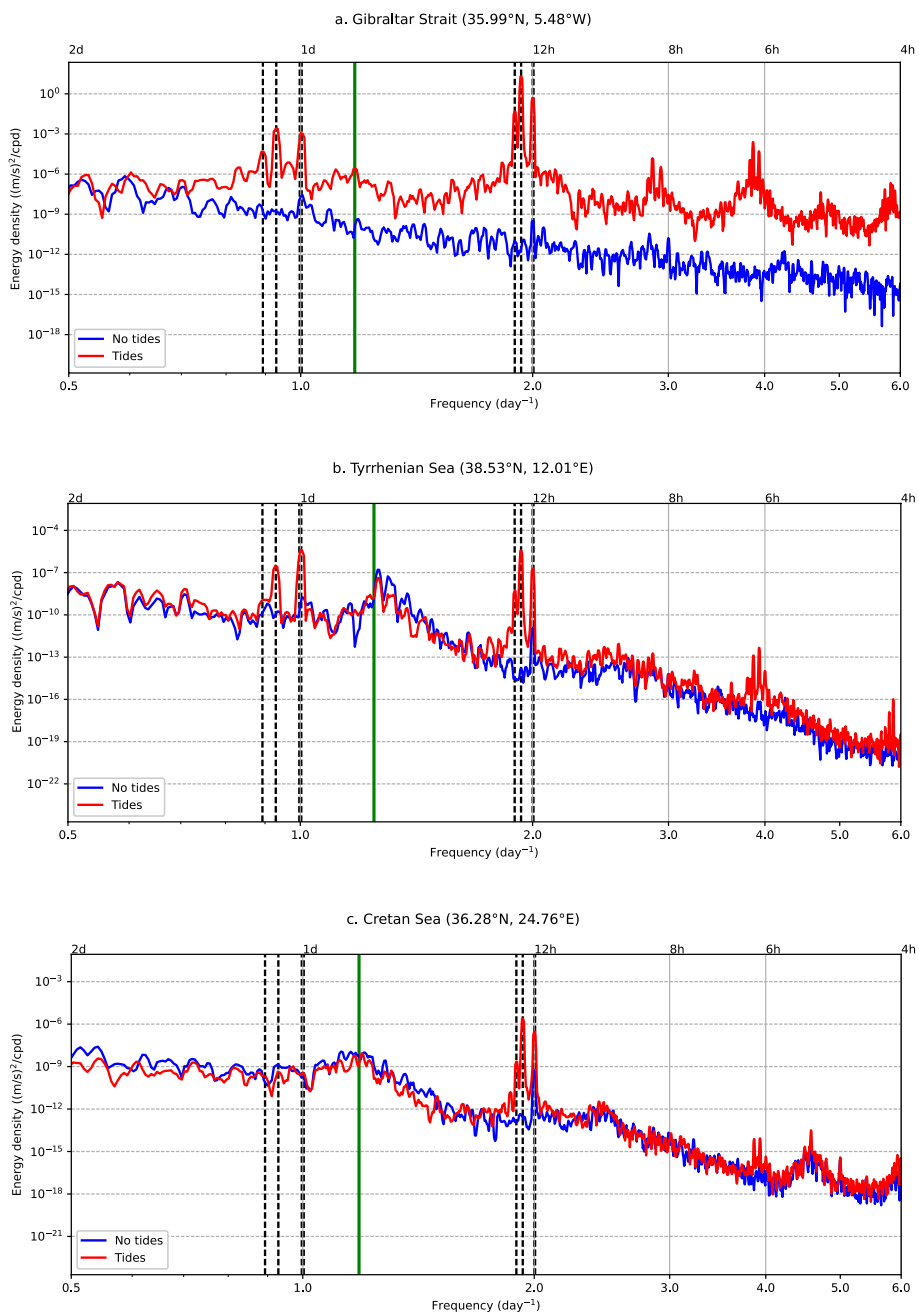 a. Gibraltar Strait (35.99°N, 5.48°W)
2d 1d 12h 8h 6h 4h
Energy density ((m/s)²/cpd)
10⁰
10⁻³
10⁻⁶
10⁻⁹
10⁻¹²
10⁻¹⁵
10⁻¹⁸
No tides
Tides
0.5 1.0 2.0 3.0 4.0 5.0 6.0
Frequency (day⁻¹)
b. Tyrrhenian Sea (38.53°N, 12.01°E)
2d 1d 12h 8h 6h 4h
Energy density ((m/s)²/cpd)
10⁻⁴
10⁻⁷
10⁻¹⁰
10⁻¹³
10⁻¹⁶
10⁻¹⁹
10⁻²²
No tides
Tides
0.5 1.0 2.0 3.0 4.0 5.0 6.0
Frequency (day⁻¹)
c. Cretan Sea (36.28°N, 24.76°E)
2d 1d 12h 8h 6h 4h
Energy density ((m/s)²/cpd)
10⁻³
10⁻⁶
10⁻⁹
10⁻¹²
10⁻¹⁵
10⁻¹⁸
10⁻²¹
No tides
Tides
0.5 1.0 2.0 3.0 4.0 5.0 6.0
Frequency (day⁻¹)